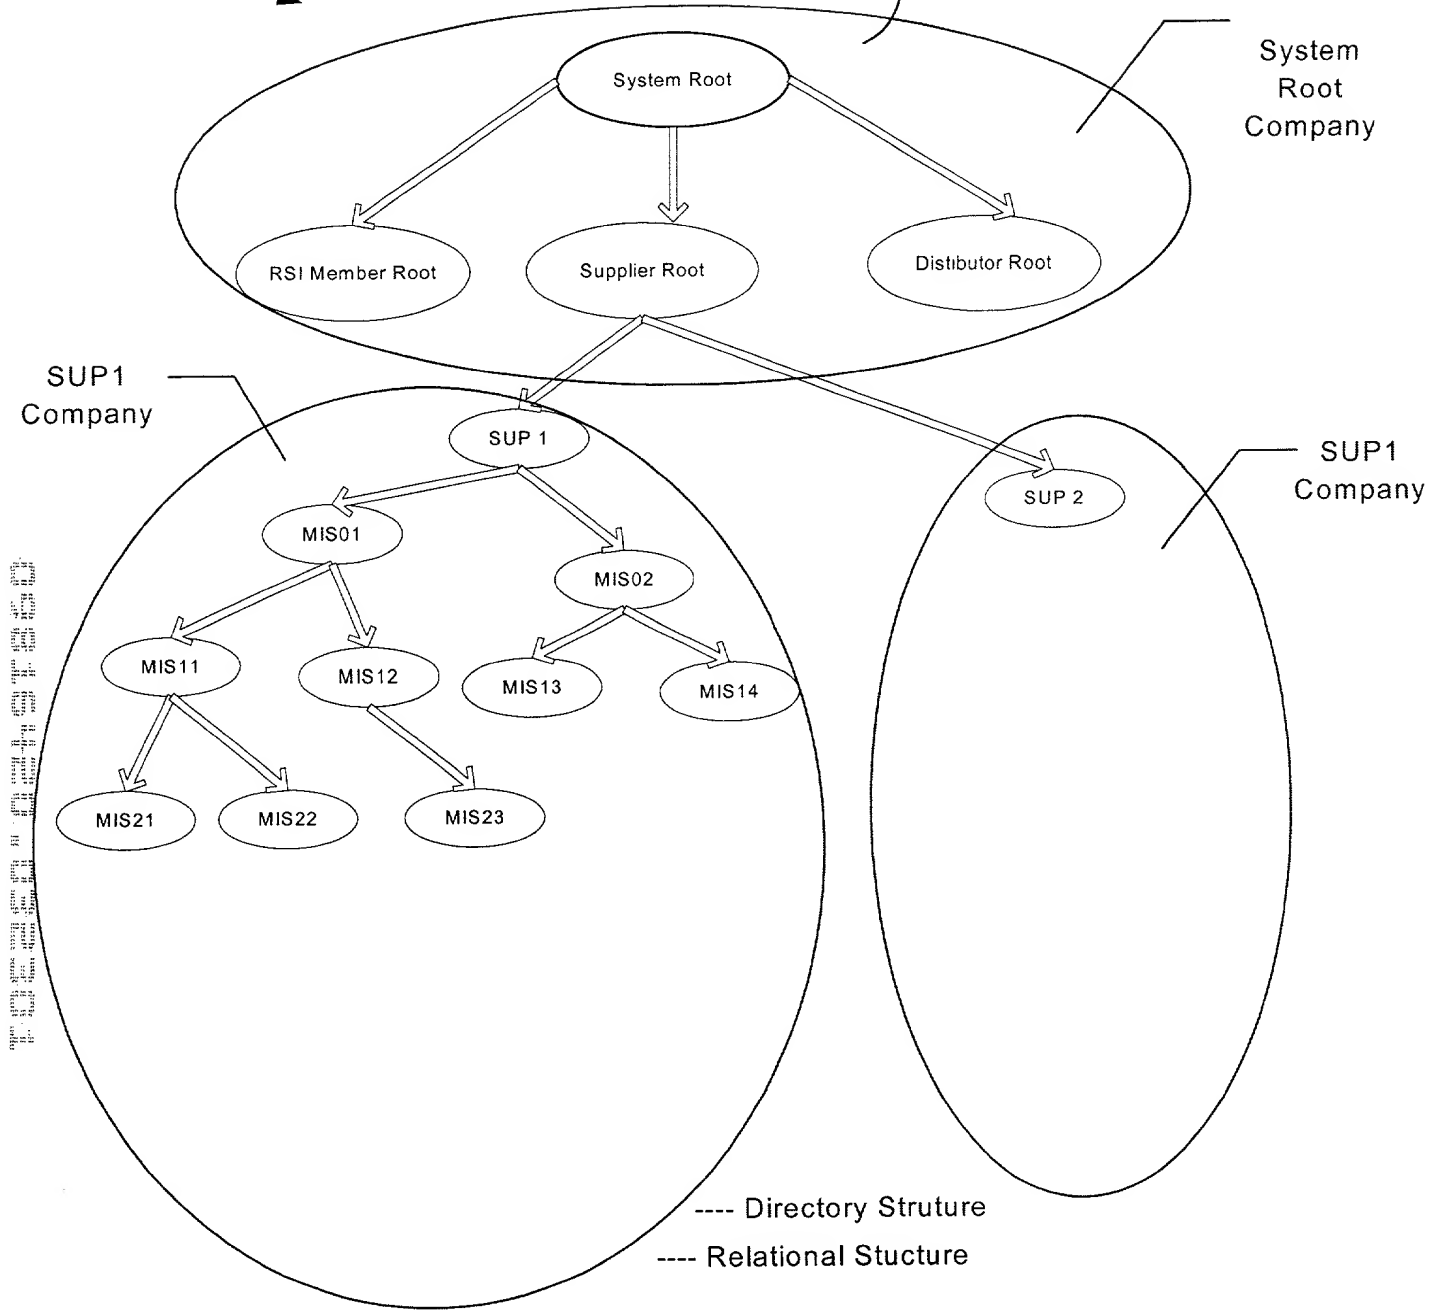 System Root
System
Root
Company
RSI Member Root
Supplier Root
Distibutor Root
SUP1
Company
SUP 1
SUP1
Company
SUP 2
MIS01
MIS02
MIS11
MIS12
MIS13
MIS14
MIS21
MIS22
MIS23
---- Directory Struture
---- Relational Stucture